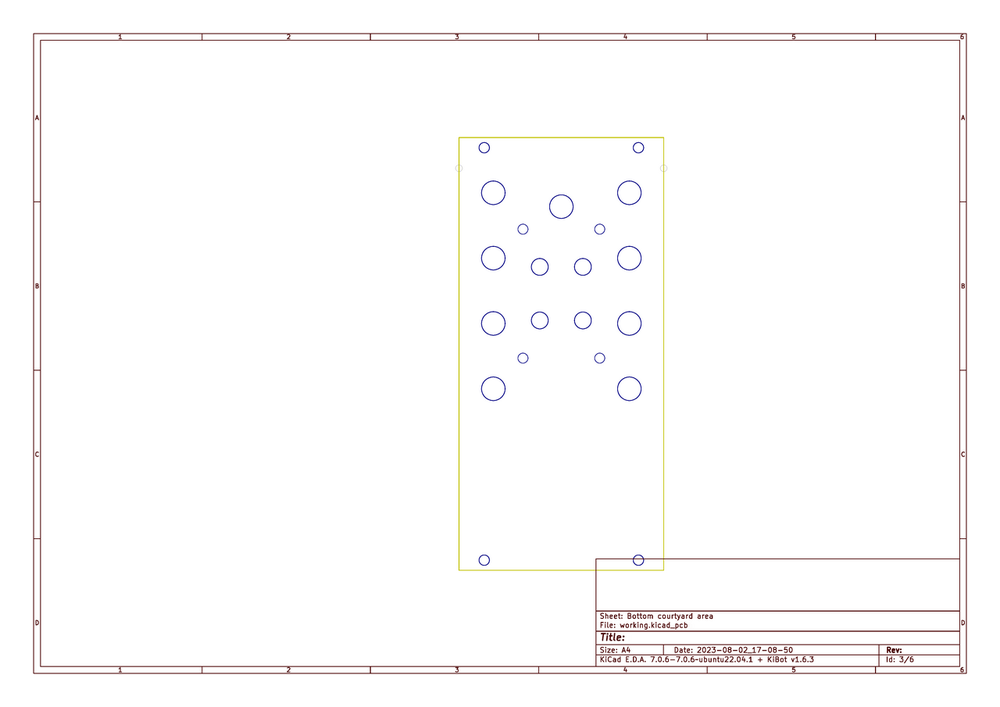 1 2 3 4 5 6
A A
B B
C C
D D
Sheet: Bottom courtyard area
File: working.kicad_pcb
Title:
Size: A4 Date: 2023-08-02_17-08-50 Rev:
KiCad E.D.A. 7.0.6-7.0.6~ubuntu22.04.1 + KiBot v1.6.3 Id: 3/6
1 2 3 4 5 6